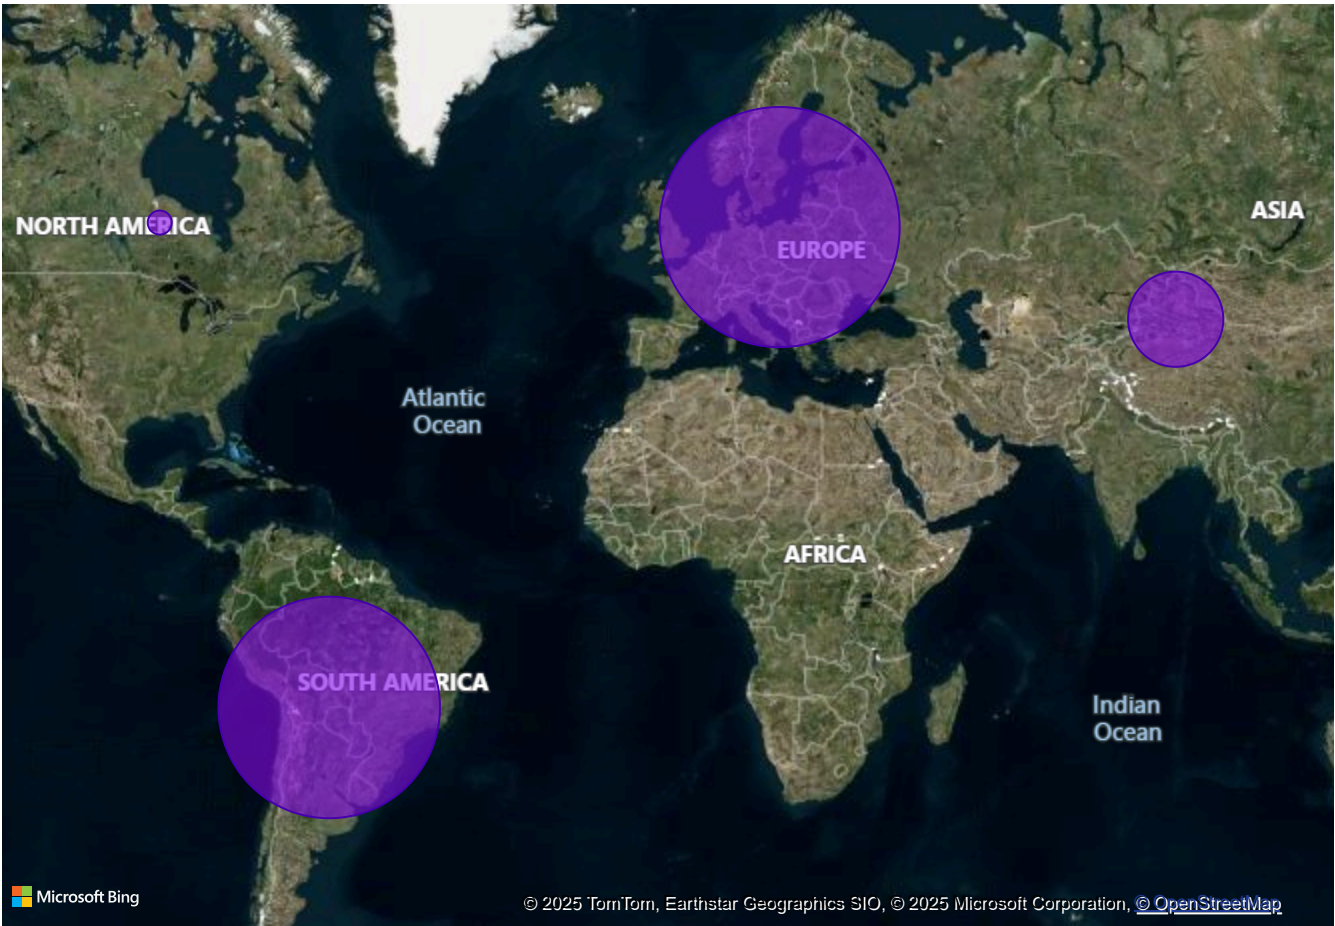 ASIA
NORTH AMERICA
EUROPE
Atlantic
Ocean
AFRICA
SOUTH AMERICA
Indian
Ocean
Microsoft Bing
© 2025 TomTom, Earthstar Geographics SIO, © 2025 Microsoft Corporation, © OpenStreetMap